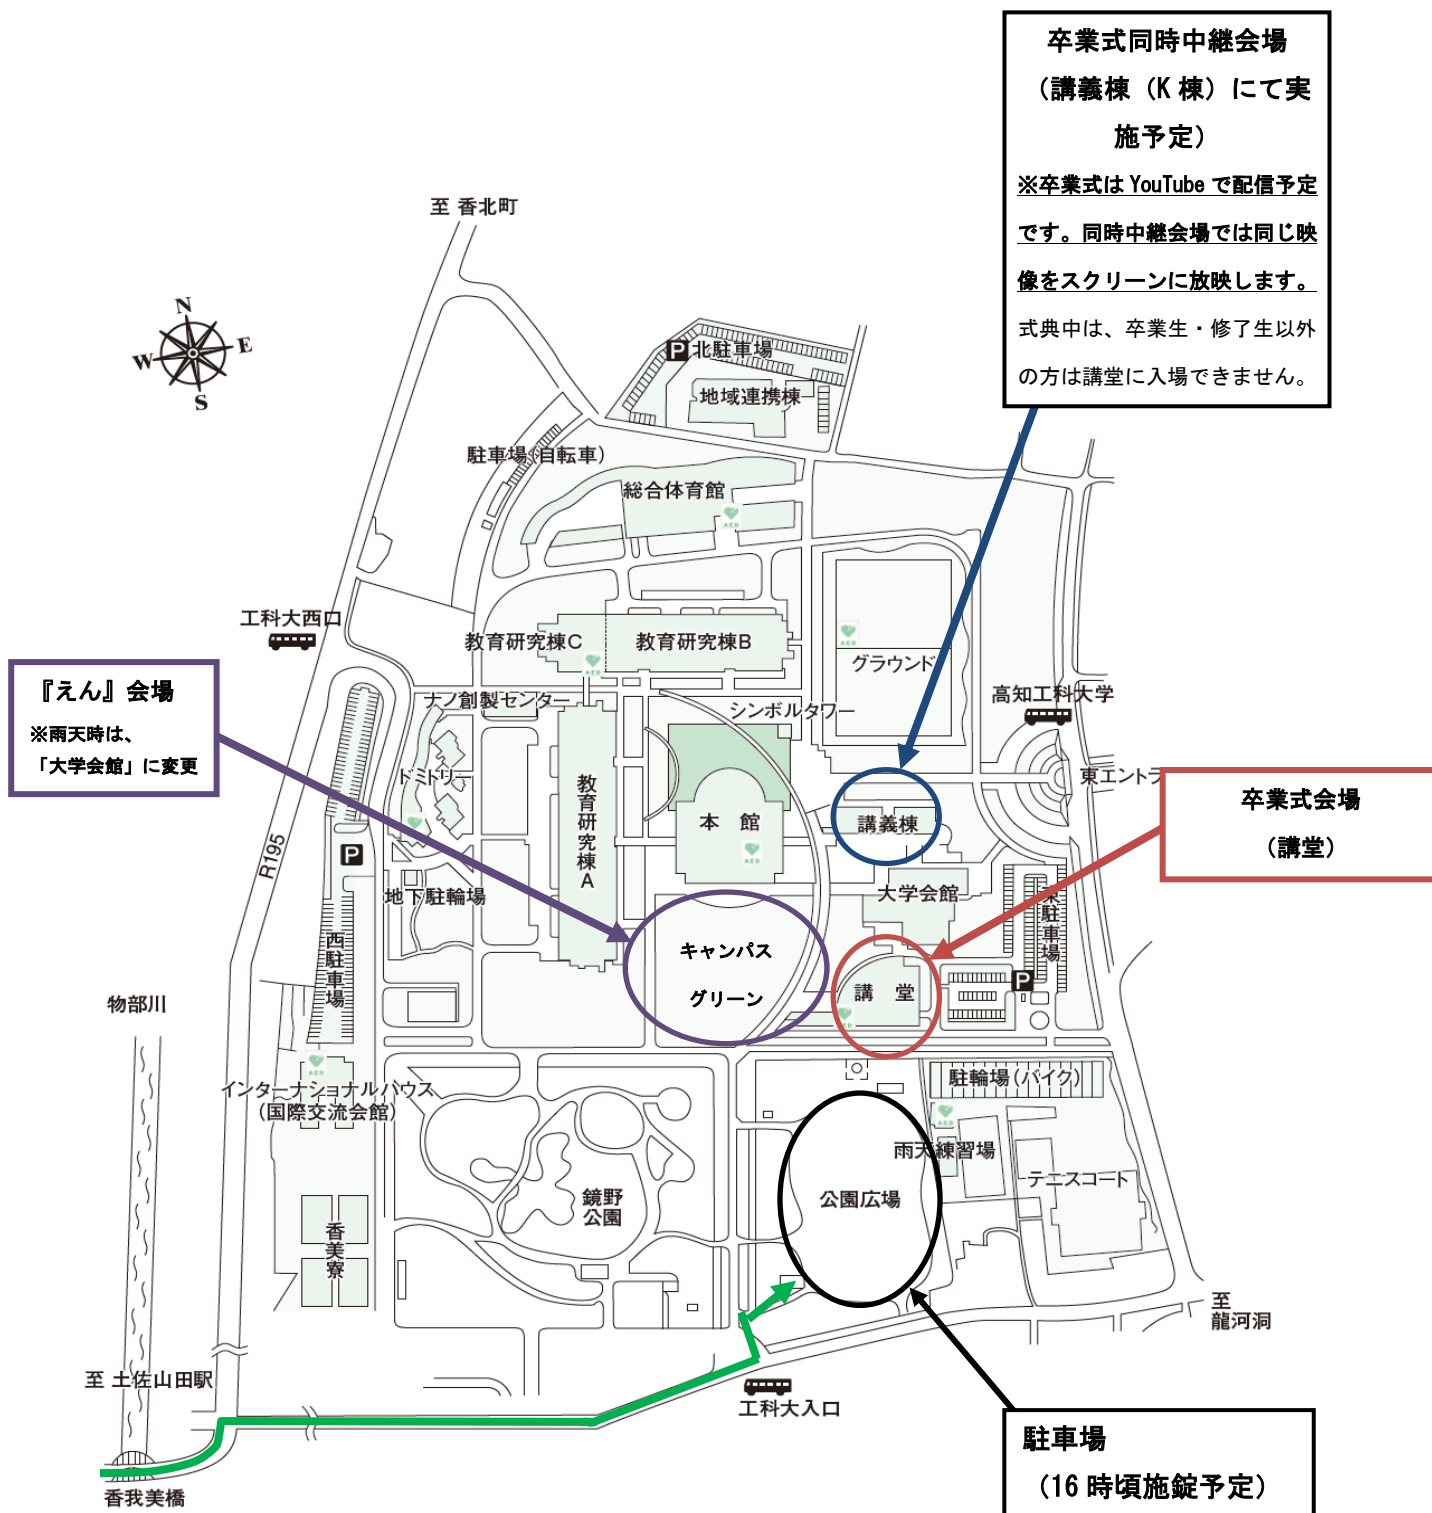 卒業式同時中継会場
（講義棟（K 棟）にて実
施予定）
※卒業式は YouTube で配信予定
です。同時中継会場では同じ映
像をスクリーンに放映します。
式典中は、卒業生・修了生以外
の方は講堂に入場できません。
至 香北町
N
W
E
S
P 北駐車場
地域連携棟
駐車場(自転車)
総合体育館
AED
工科大西口
教育研究棟C
教育研究棟B
AED
AED
グラウンド
『えん』会場
※雨天時は、
「大学会館」に変更
ナノ創製センター
シンボルタワー
高知工科大学
ドミトリー
東エントラ
卒業式会場
（講堂）
教育研究棟A
本 館
AED
講義棟
R195
P
地下駐輪場
大学会館
東駐車場
西駐車場
キャンパス
グリーン
講 堂
AED
P
物部川
AED
インターナショナルハウス
(国際交流会館)
駐輪場(バイク)
AED
雨天練習場
テニスコート
鏡野
公園
公園広場
香美寮
至
龍河洞
至 土佐山田駅
工科大入口
香我美橋
駐車場
（16 時頃施錠予定）